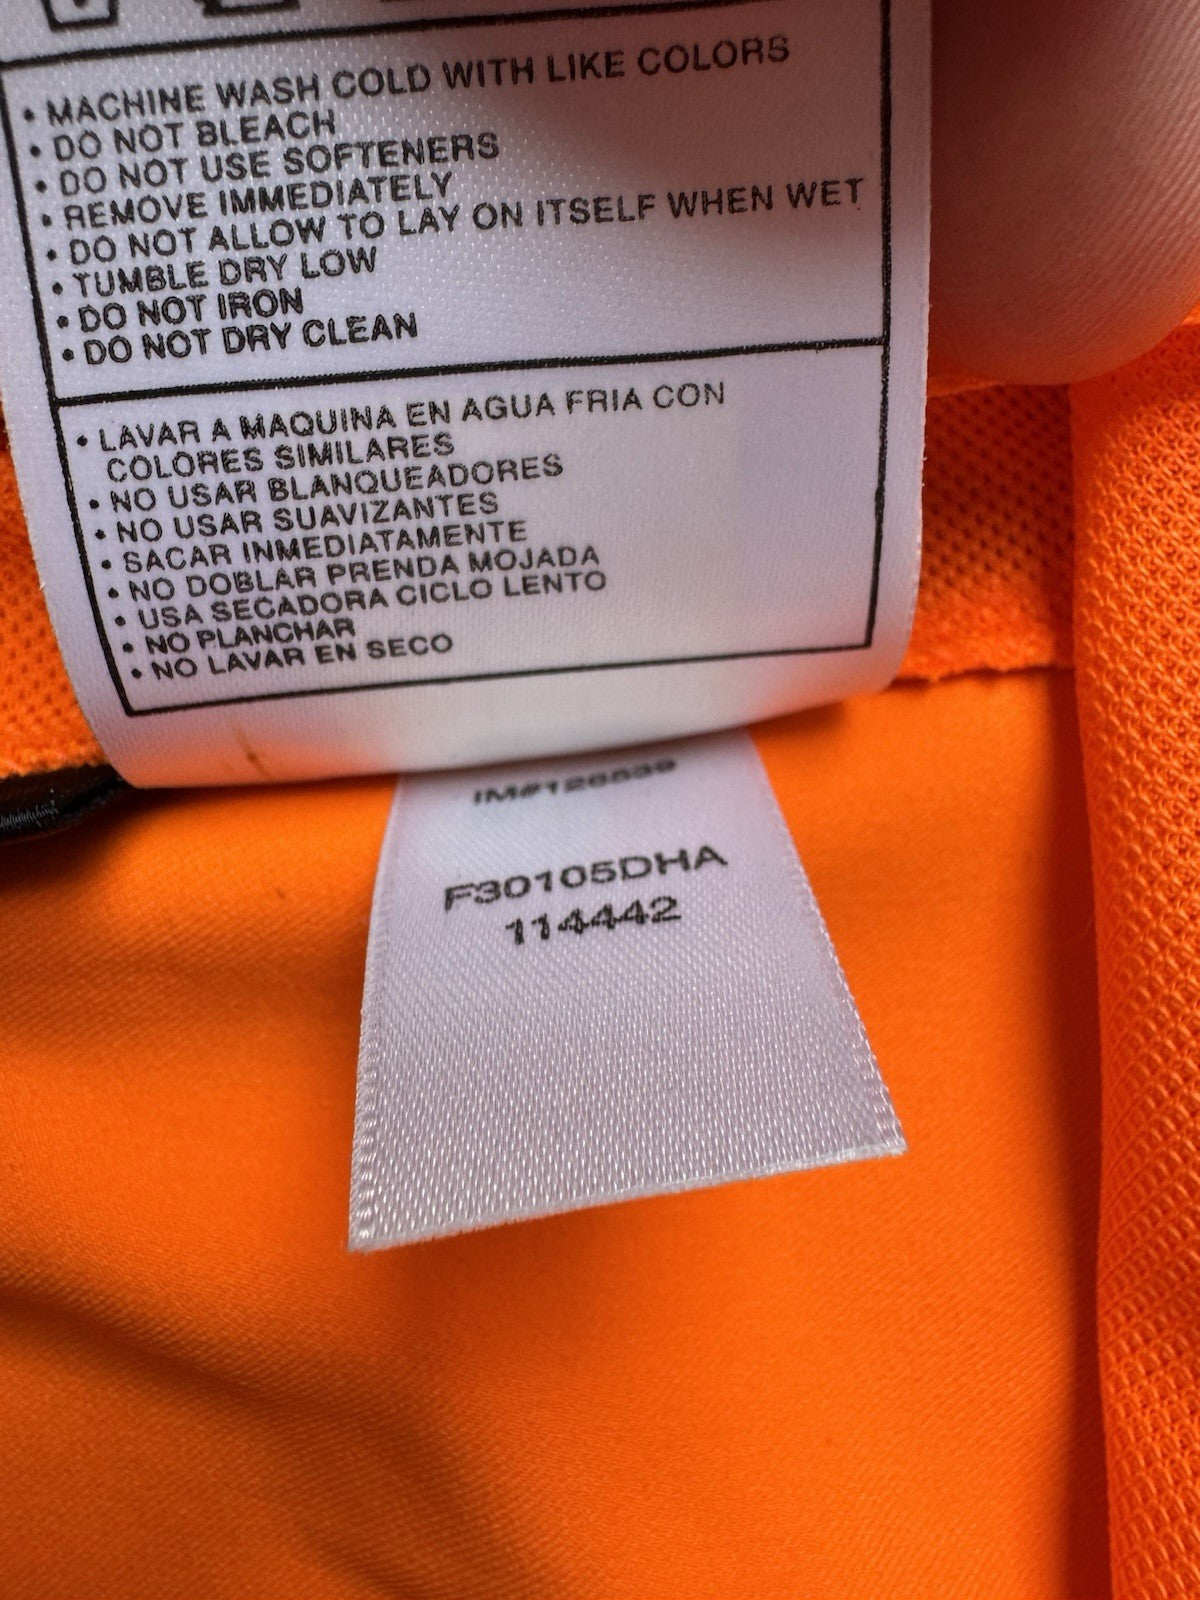 • MACHINE WASH COLD WITH LIKE COLORS
• DO NOT BLEACH
• DO NOT USE SOFTENERS
• REMOVE IMMEDIATELY
• DO NOT ALLOW TO LAY ON ITSELF WHEN WET
• TUMBLE DRY LOW
• DO NOT IRON
• DO NOT DRY CLEAN
• LAVAR A MAQUINA EN AGUA FRIA CON
COLORES SIMILARES
• NO USAR BLANQUEADORES
• NO USAR SUAVIZANTES
• SACAR INMEDIATAMENTE
• NO DOBLAR PRENDA MOJADA
• USA SECADORA CICLO LENTO
• NO PLANCHAR
• NO LAVAR EN SECO
F30105DHA
114442